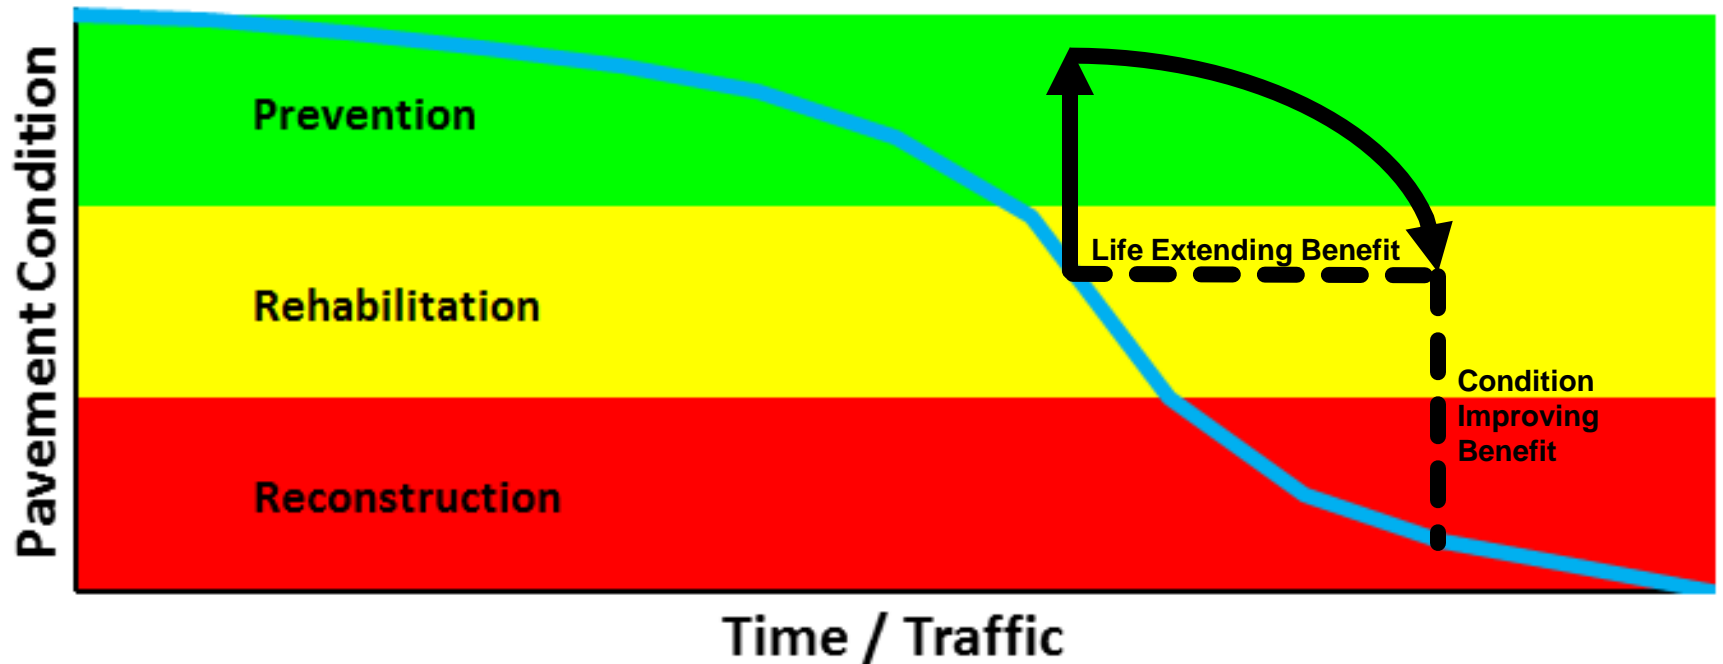 Pavement Condition
Prevention
Life Extending Benefit
Rehabilitation
Condition
Improving
Benefit
Reconstruction
Time / Traffic